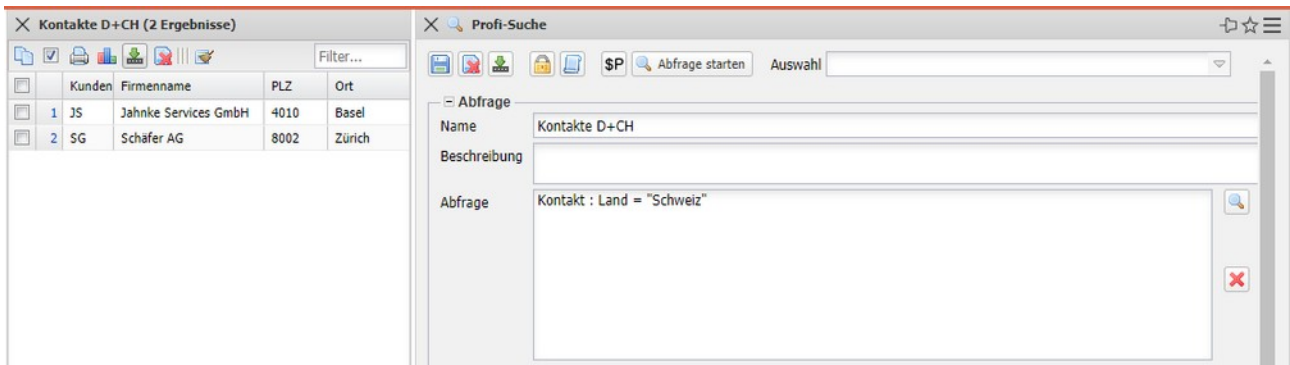 Kontakte D+CH (2 Ergebnisse)
Filter...
Kunden Firmenname PLZ Ort
1 JS Jahnke Services GmbH 4010 Basel
2 SG Schäfer AG 8002 Zürich
Profi-Suche
$P Abfrage starten Auswahl
Abfrage
Name Kontakte D+CH
Beschreibung
Abfrage Kontakt : Land = "Schweiz"